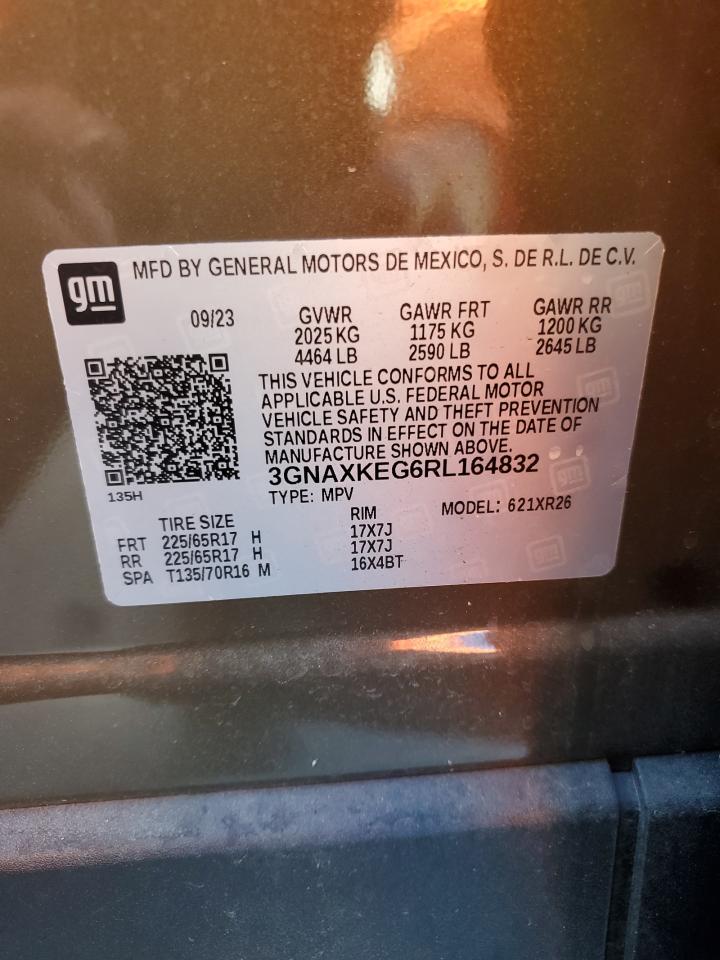 gm
MFD BY GENERAL MOTORS DE MEXICO, S. DE R.L. DE C.V.
09/23
GVWR
2025 KG
4464 LB
GAWR FRT
1175 KG
2590 LB
GAWR RR
1200 KG
2645 LB
THIS VEHICLE CONFORMS TO ALL
APPLICABLE U.S. FEDERAL MOTOR
VEHICLE SAFETY AND THEFT PREVENTION
STANDARDS IN EFFECT ON THE DATE OF
MANUFACTURE SHOWN ABOVE.
3GNAXKEG6RL164832
135H
TYPE: MPV
MODEL: 621XR26
TIRE SIZE RIM
FRT 225/65R17 H 17X7J
RR 225/65R17 H 17X7J
SPA T135/70R16 M 16X4BT